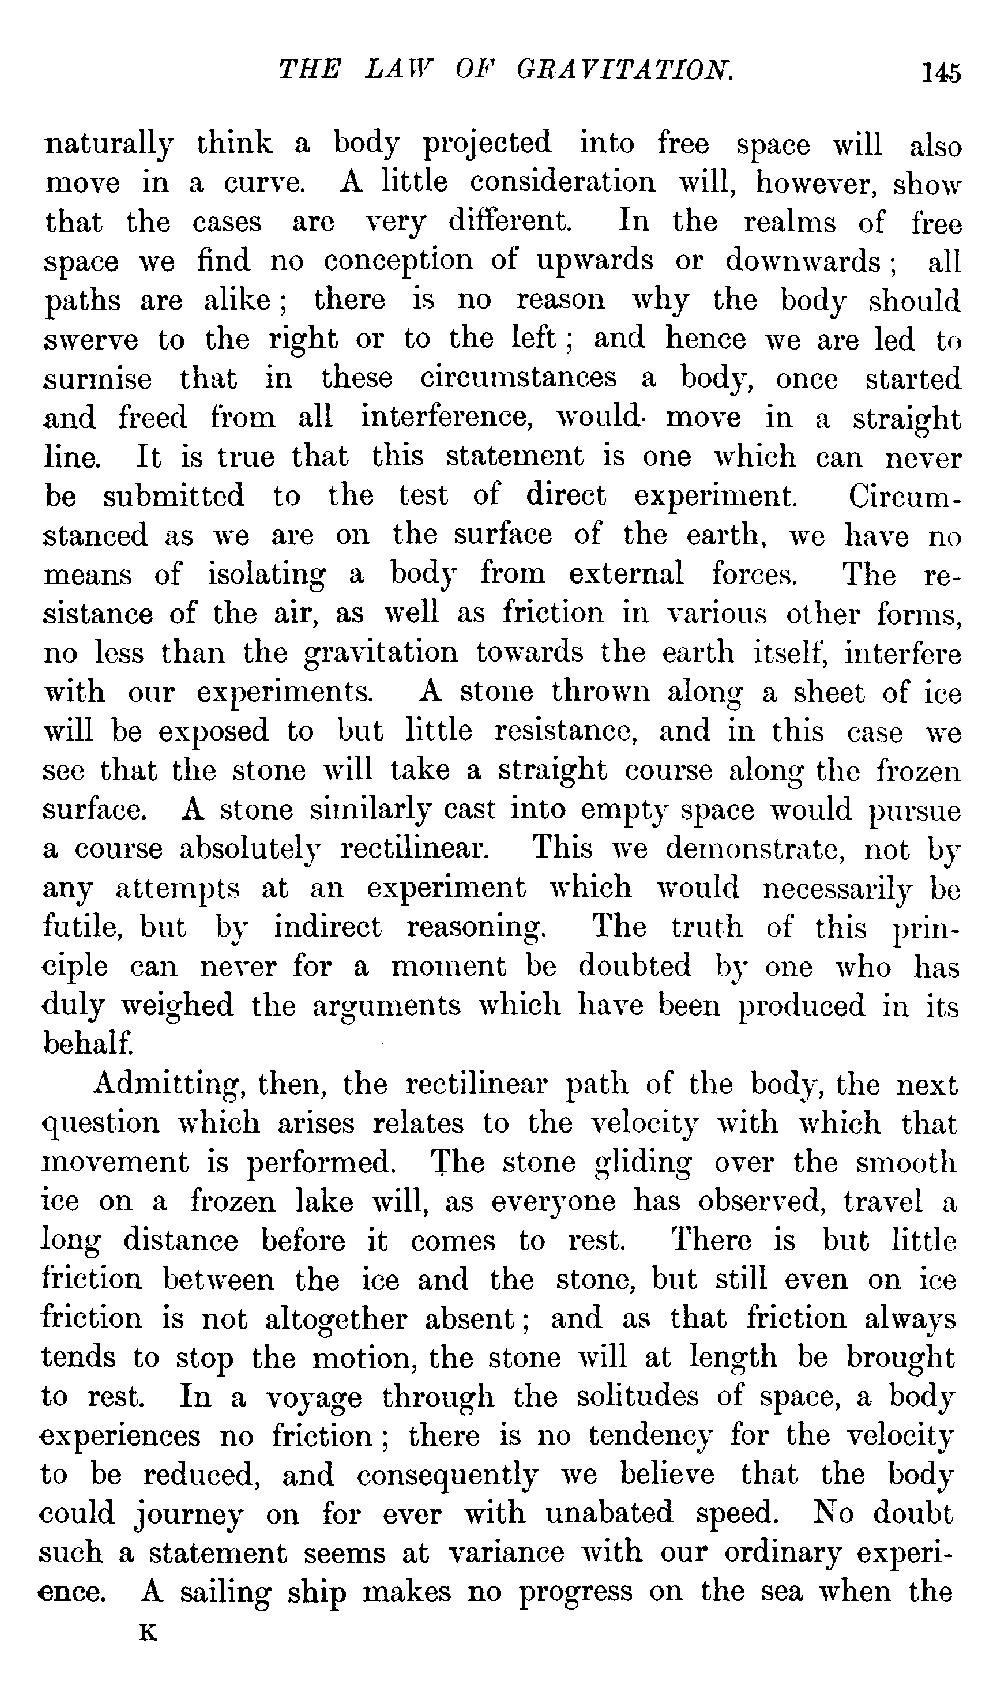 THE LAW OF GRAVITATION. 145
naturally think a body projected into free space will also
move in a curve. A little consideration will, however, show
that the cases are very different. In the realms of free
space we find no conception of upwards or downwards ; all
paths are alike ; there is no reason why the body should
swerve to the right or to the left ; and hence we are led to
surmise that in these circumstances a body, once started
and freed from all interference, would move in a straight
line. It is true that this statement is one which can never
be submitted to the test of direct experiment. Circum-
stanced as we are on the surface of the earth, we have no
means of isolating a body from external forces. The re-
sistance of the air, as well as friction in various other forms,
no less than the gravitation towards the earth itself, interfere
with our experiments. A stone thrown along a sheet of ice
will be exposed to but little resistance, and in this case we
see that the stone will take a straight course along the frozen
surface. A stone similarly cast into empty space would pursue
a course absolutely rectilinear. This we demonstrate, not by
any attempts at an experiment which would necessarily be
futile, but by indirect reasoning. The truth of this prin-
ciple can never for a moment be doubted by one who has
duly weighed the arguments which have been produced in its
behalf.
Admitting, then, the rectilinear path of the body, the next
question which arises relates to the velocity with which that
movement is performed. The stone gliding over the smooth
ice on a frozen lake will, as everyone has observed, travel a
long distance before it comes to rest. There is but little
friction between the ice and the stone, but still even on ice
friction is not altogether absent ; and as that friction always
tends to stop the motion, the stone will at length be brought
to rest. In a voyage through the solitudes of space, a body
experiences no friction ; there is no tendency for the velocity
to be reduced, and consequently we believe that the body
could journey on for ever with unabated speed. No doubt
such a statement seems at variance with our ordinary experi-
ence. A sailing ship makes no progress on the sea when the
K